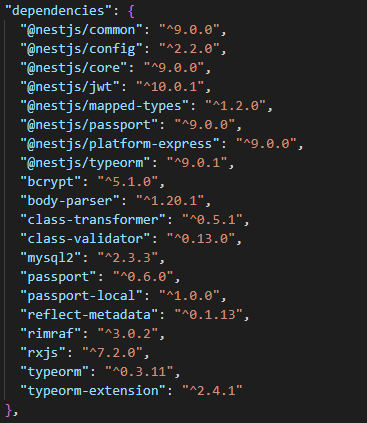 "dependencies": {
"@nestjs/common": "^9.0.0",
"@nestjs/config": "^2.2.0",
"@nestjs/core": "^9.0.0",
"@nestjs/jwt": "^10.0.1",
"@nestjs/mapped-types": "^1.2.0",
"@nestjs/passport": "^9.0.0",
"@nestjs/platform-express": "^9.0.0",
"@nestjs/typeorm": "^9.0.1",
"bcrypt": "^5.1.0",
"body-parser": "^1.20.1",
"class-transformer": "^0.5.1",
"class-validator": "^0.13.0",
"mysql2": "^2.3.3",
"passport": "^0.6.0",
"passport-local": "^1.0.0",
"reflect-metadata": "^0.1.13",
"rimraf": "^3.0.2",
"rxjs": "^7.2.0",
"typeorm": "^0.3.11",
"typeorm-extension": "^2.4.1"
},